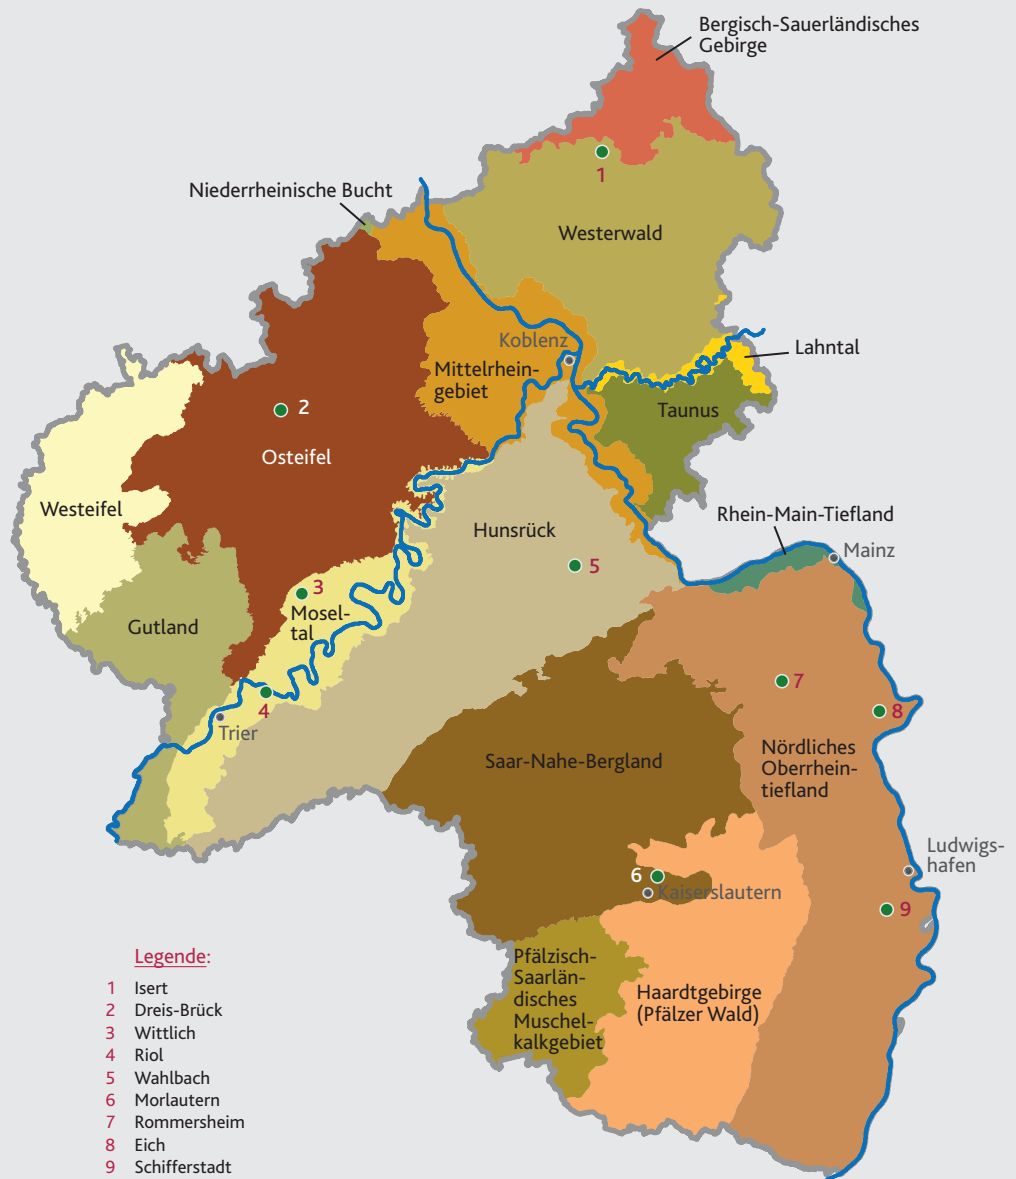 Bergisch-Sauerländisches
Gebirge
1
Niederrheinische Bucht
Westerwald
Koblenz
Lahntal
Mittelrhein-
gebiet
2
Taunus
Osteifel
Westeifel
Rhein-Main-Tiefland
Hunsrück
Mainz
5
3
Mosel-
tal
Gutland
7
4
8
Trier
Nördliches
Oberrhein-
tiefland
Saar-Nahe-Bergland
Ludwigs-
hafen
6
Kaiserslautern
9
Pfälzisch-
Saarlän-
disches
Muschel-
kalkgebiet
Haardtgebirge
(Pfälzer Wald)
Legende:
1 Isert
2 Dreis-Brück
3 Wittlich
4 Riol
5 Wahlbach
6 Morlautern
7 Rommersheim
8 Eich
9 Schifferstadt